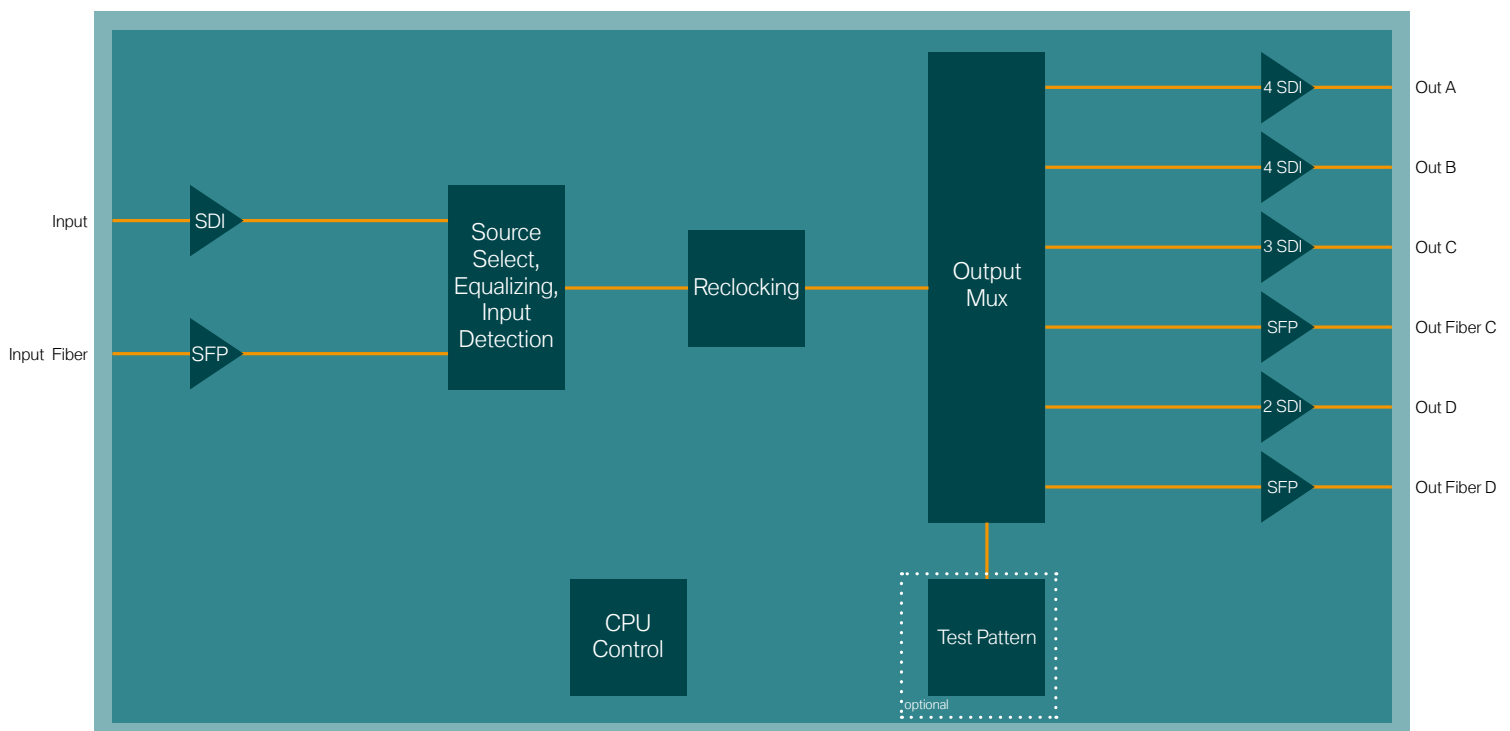 Input
SDI
Input Fiber
SFP
Source
Select,
Equalizing,
Input
Detection
Reclocking
Output
Mux
4 SDI
Out A
4 SDI
Out B
3 SDI
Out C
SFP
Out Fiber C
2 SDI
Out D
SFP
Out Fiber D
CPU
Control
Test Pattern
optional